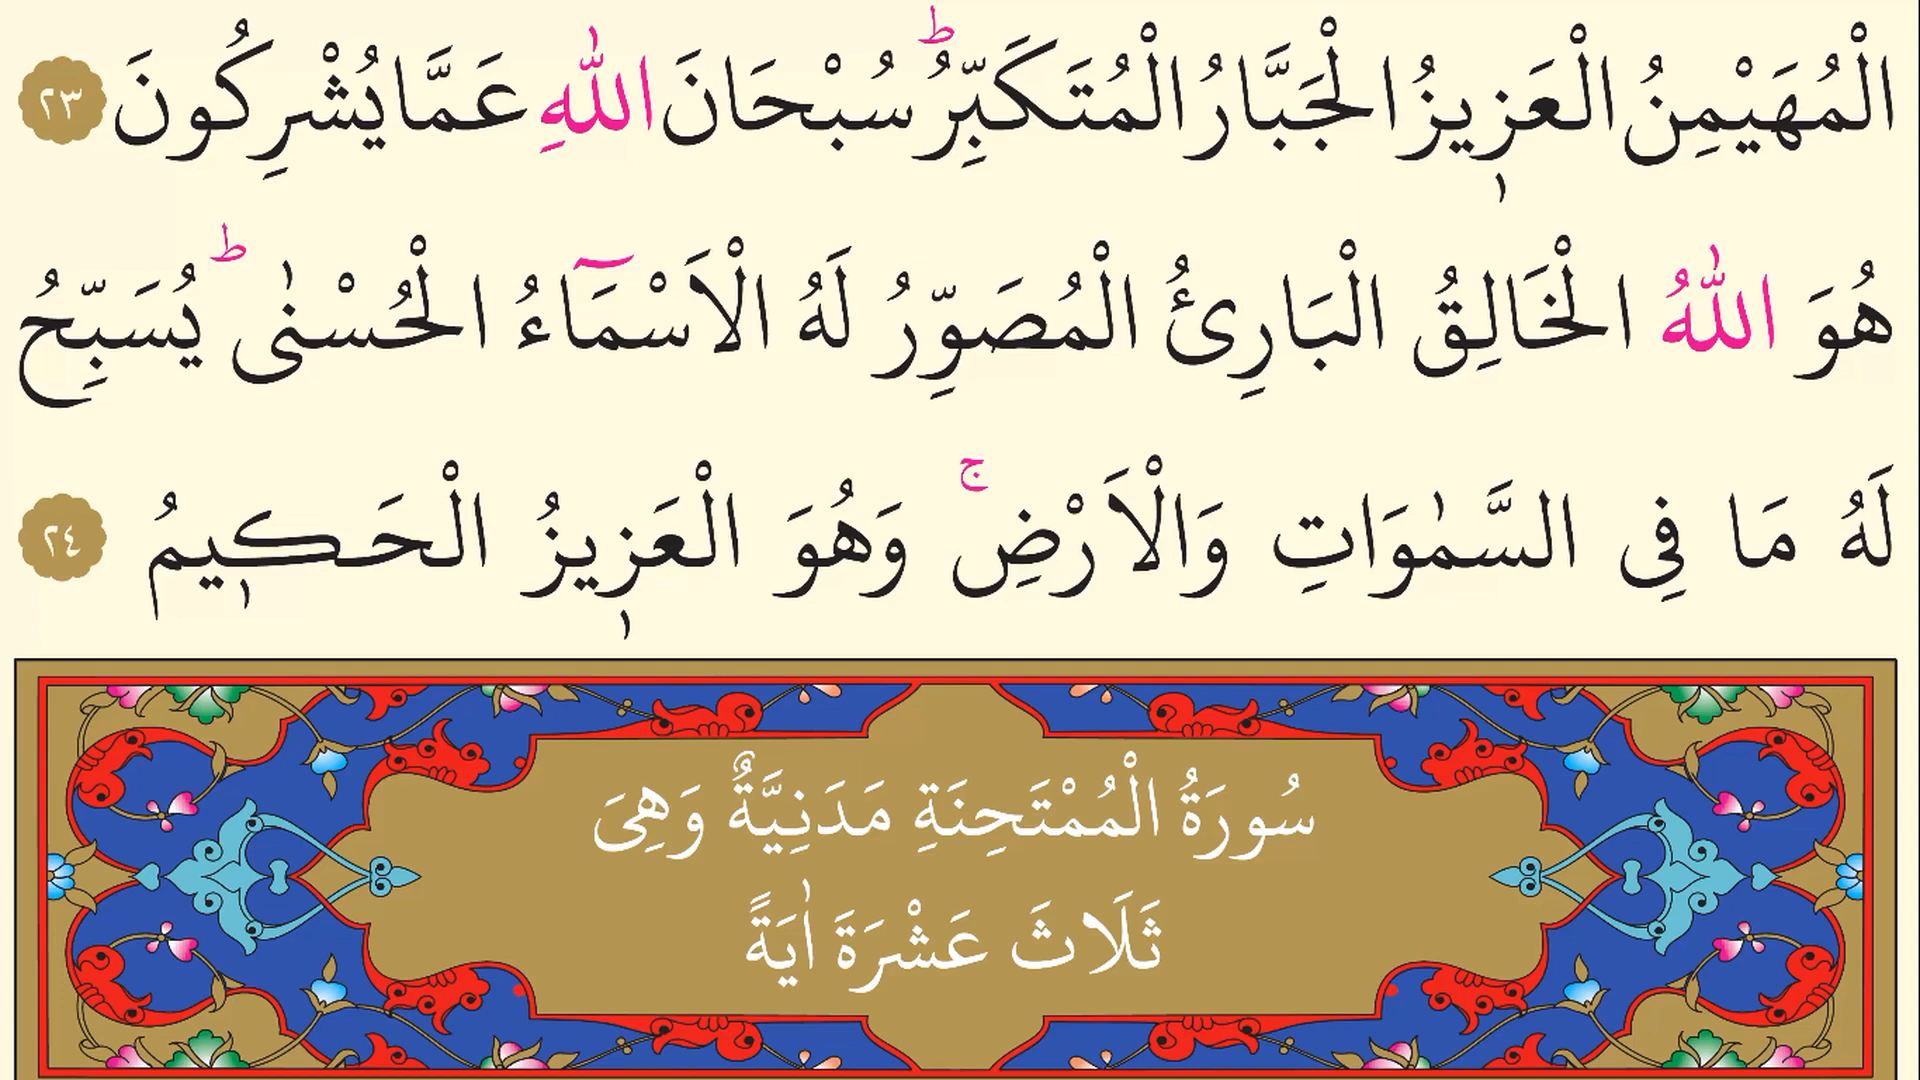 الْمُهَيْمِنُ الْعَزِيزُ الْجَبَّارُ الْمُتَكَبِّرُ ۜط سُبْحَانَ اللّٰهِ عَمَّا يُشْرِكُونَ ٢٣
هُوَ اللّٰهُ الْخَالِقُ الْبَارِئُ الْمُصَوِّرُ لَهُ الْاَسْمَٓاءُ الْحُسْنٰى ط يُسَبِّحُ
لَهُ مَا فِى السَّمٰوَاتِ وَالْاَرْضِ ج وَهُوَ الْعَزِيزُ الْحَكِيمُ ٢٤
سُورَةُ الْمُمْتَحِنَةِ مَدَنِيَّةٌ وَهِىَ
ثَلَاثَ عَشْرَةَ اٰيَةً